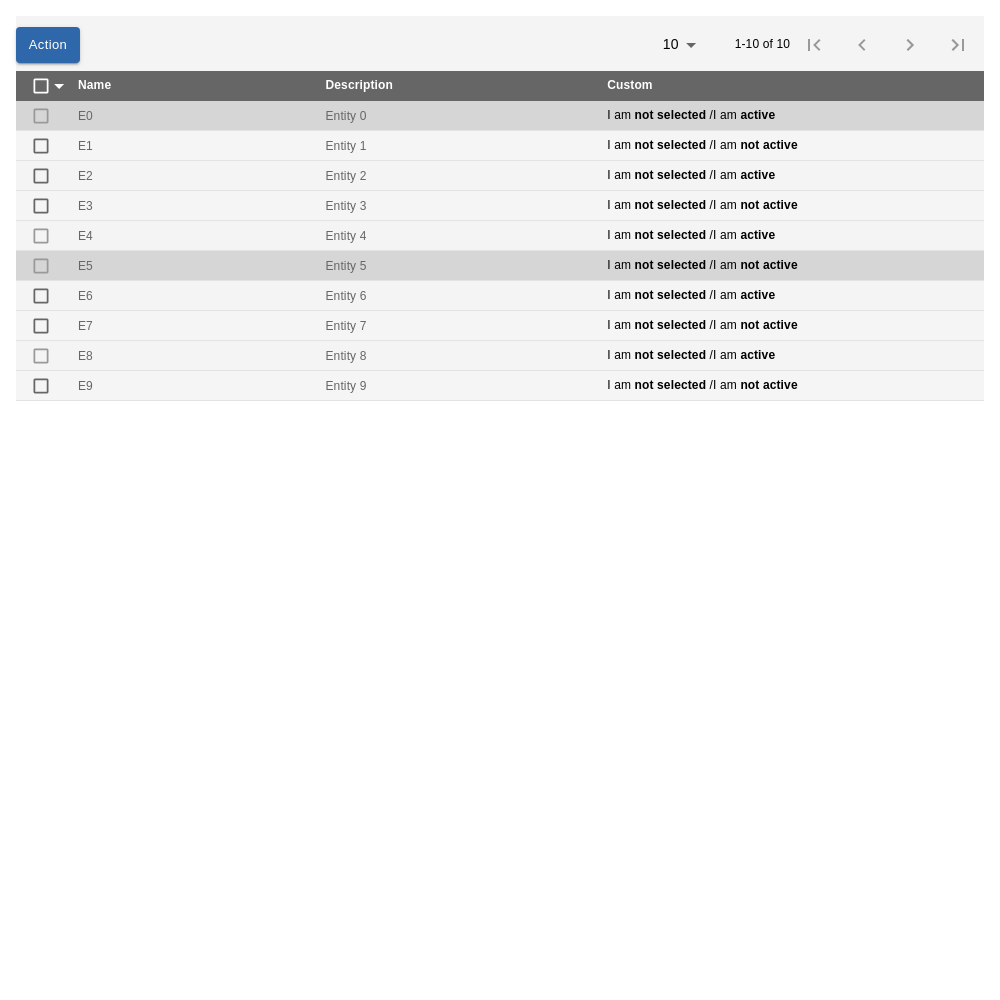 Action 10 1-10 of 10
Name Description Custom
E0 Entity 0 I am not selected /I am active
E1 Entity 1 I am not selected /I am not active
E2 Entity 2 I am not selected /I am active
E3 Entity 3 I am not selected /I am not active
E4 Entity 4 I am not selected /I am active
E5 Entity 5 I am not selected /I am not active
E6 Entity 6 I am not selected /I am active
E7 Entity 7 I am not selected /I am not active
E8 Entity 8 I am not selected /I am active
E9 Entity 9 I am not selected /I am not active